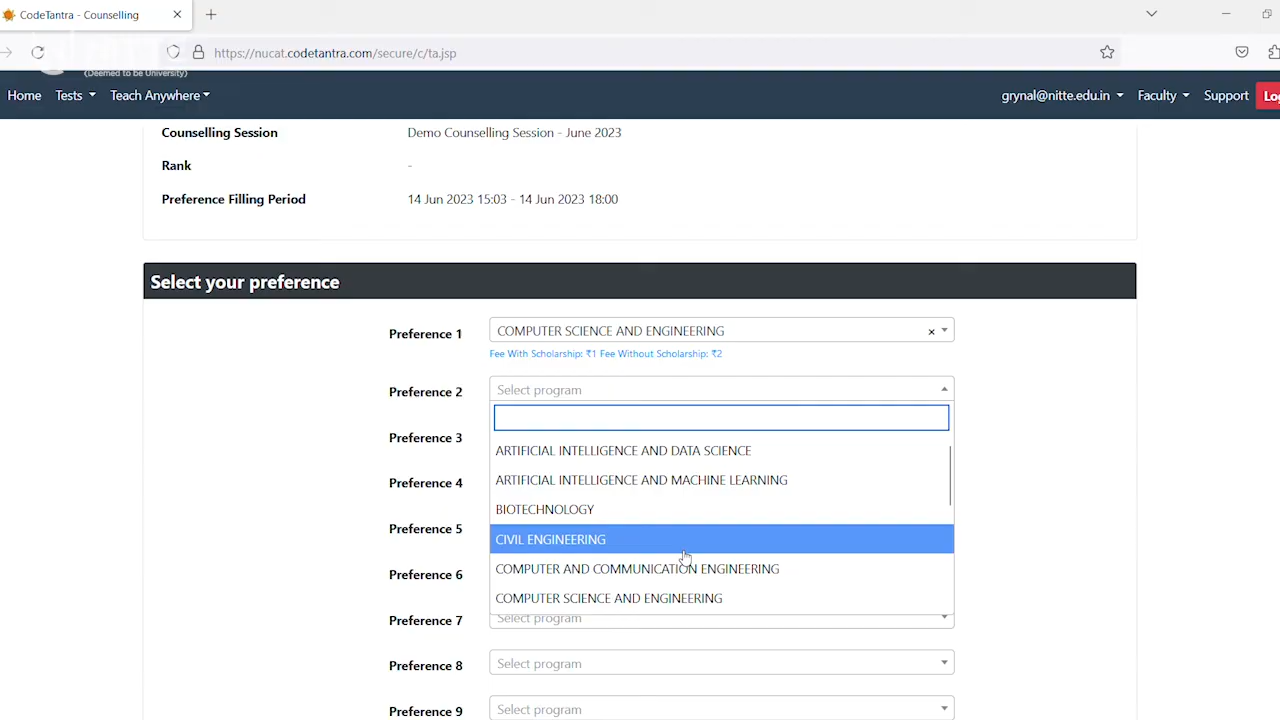 CodeTantra - Counselling
https://nucat.codetantra.com/secure/c/ta.jsp
(Deemed to be University)
Home Tests Teach Anywhere grynal@nitte.edu.in Faculty Support Log
Counselling Session Demo Counselling Session - June 2023
Rank -
Preference Filling Period 14 Jun 2023 15:03 - 14 Jun 2023 18:00
Select your preference
Preference 1 COMPUTER SCIENCE AND ENGINEERING
Fee With Scholarship: ₹1 Fee Without Scholarship: ₹2
Preference 2 Select program
Preference 3
ARTIFICIAL INTELLIGENCE AND DATA SCIENCE
Preference 4 ARTIFICIAL INTELLIGENCE AND MACHINE LEARNING
BIOTECHNOLOGY
Preference 5 CIVIL ENGINEERING
Preference 6 COMPUTER AND COMMUNICATION ENGINEERING
COMPUTER SCIENCE AND ENGINEERING
Preference 7 Select program
Preference 8 Select program
Preference 9 Select program